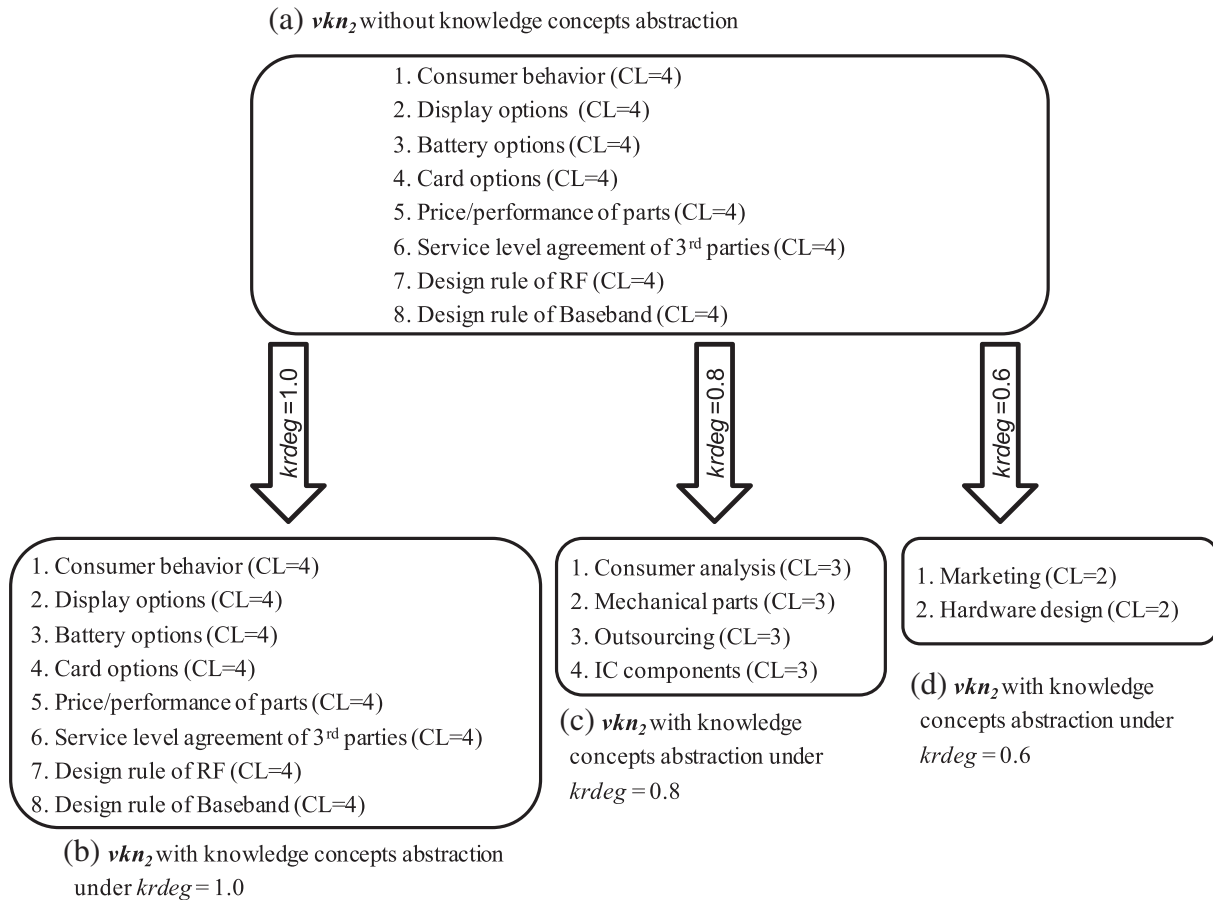 (a) vkn₂ without knowledge concepts abstraction
1. Consumer behavior (CL=4)
2. Display options (CL=4)
3. Battery options (CL=4)
4. Card options (CL=4)
5. Price/performance of parts (CL=4)
6. Service level agreement of 3rd parties (CL=4)
7. Design rule of RF (CL=4)
8. Design rule of Baseband (CL=4)
krdeg=1.0
krdeg=0.8
krdeg=0.6
1. Consumer behavior (CL=4)
2. Display options (CL=4)
3. Battery options (CL=4)
4. Card options (CL=4)
5. Price/performance of parts (CL=4)
6. Service level agreement of 3rd parties (CL=4)
7. Design rule of RF (CL=4)
8. Design rule of Baseband (CL=4)
(b) vkn₂ with knowledge concepts abstraction
under krdeg = 1.0
1. Consumer analysis (CL=3)
2. Mechanical parts (CL=3)
3. Outsourcing (CL=3)
4. IC components (CL=3)
(c) vkn₂ with knowledge
concepts abstraction under
krdeg = 0.8
1. Marketing (CL=2)
2. Hardware design (CL=2)
(d) vkn₂ with knowledge
concepts abstraction under
krdeg = 0.6